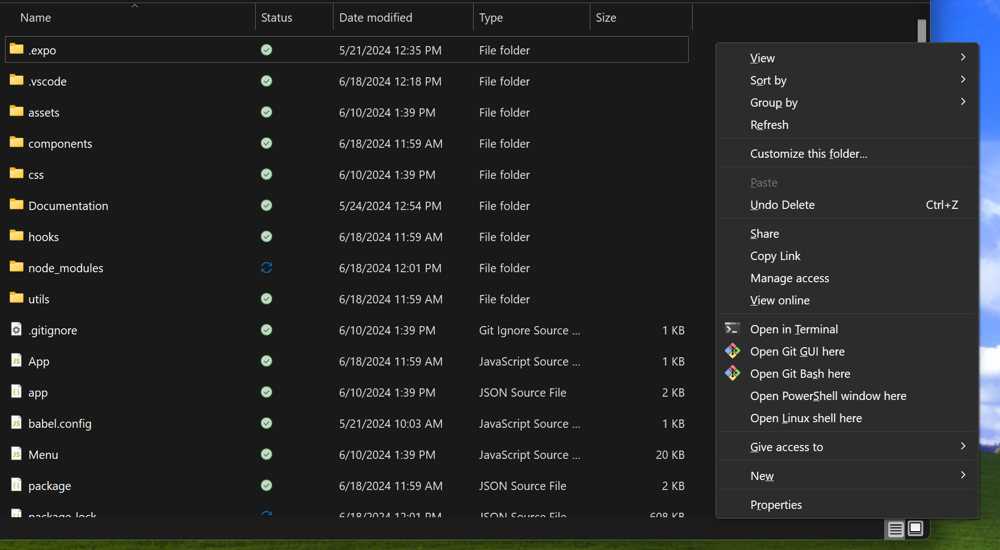 Name Status Date modified Type Size
.expo 5/21/2024 12:35 PM File folder
.vscode 6/18/2024 12:18 PM File folder
assets 6/10/2024 1:39 PM File folder
components 6/18/2024 11:59 AM File folder
css 6/10/2024 1:39 PM File folder
Documentation 5/24/2024 12:54 PM File folder
hooks 6/18/2024 11:59 AM File folder
node_modules 6/18/2024 12:01 PM File folder
utils 6/18/2024 11:59 AM File folder
.gitignore 6/10/2024 1:39 PM Git Ignore Source ... 1 KB
JS App 6/18/2024 11:59 AM JavaScript Source ... 1 KB
app 6/10/2024 1:39 PM JSON Source File 2 KB
JS babel.config 5/21/2024 10:03 AM JavaScript Source ... 1 KB
JS Menu 6/10/2024 1:39 PM JavaScript Source ... 20 KB
package 6/18/2024 11:59 AM JSON Source File 2 KB
package-lock 6/18/2024 12:01 PM JSON Source File 608 KB
View
Sort by
Group by
Refresh
Customize this folder...
Paste
Undo Delete Ctrl+Z
Share
Copy Link
Manage access
View online
Open in Terminal
Open Git GUI here
Open Git Bash here
Open PowerShell window here
Open Linux shell here
Give access to
New
Properties